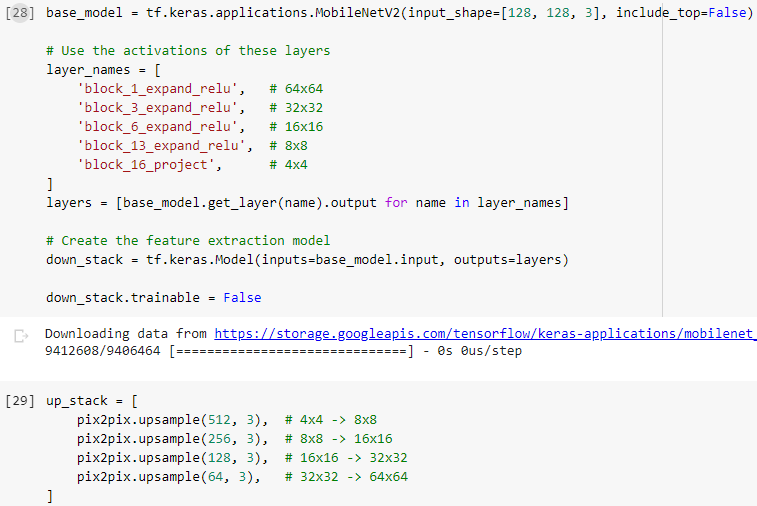 [28] base_model = tf.keras.applications.MobileNetV2(input_shape=[128, 128, 3], include_top=False)
# Use the activations of these layers
layer_names = [
    'block_1_expand_relu',   # 64x64
    'block_3_expand_relu',   # 32x32
    'block_6_expand_relu',   # 16x16
    'block_13_expand_relu',  # 8x8
    'block_16_project',      # 4x4
]
layers = [base_model.get_layer(name).output for name in layer_names]
# Create the feature extraction model
down_stack = tf.keras.Model(inputs=base_model.input, outputs=layers)
down_stack.trainable = False
Downloading data from https://storage.googleapis.com/tensorflow/keras-applications/mobilenet_
9412608/9406464 [==============================] - 0s 0us/step
[29] up_stack = [
    pix2pix.upsample(512, 3),  # 4x4 -> 8x8
    pix2pix.upsample(256, 3),  # 8x8 -> 16x16
    pix2pix.upsample(128, 3),  # 16x16 -> 32x32
    pix2pix.upsample(64, 3),   # 32x32 -> 64x64
]